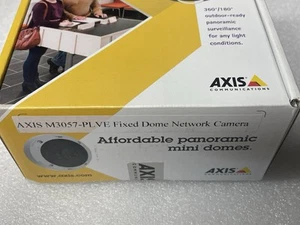 360°/180°
outdoor-ready
panoramic
surveillance
for any light
conditions.
AXIS
COMMUNICATIONS
AXIS M3057-PLVE Fixed Dome Network Camera
Affordable panoramic
mini domes.
www.axis.com
AXIS
COMMUNICATIONS